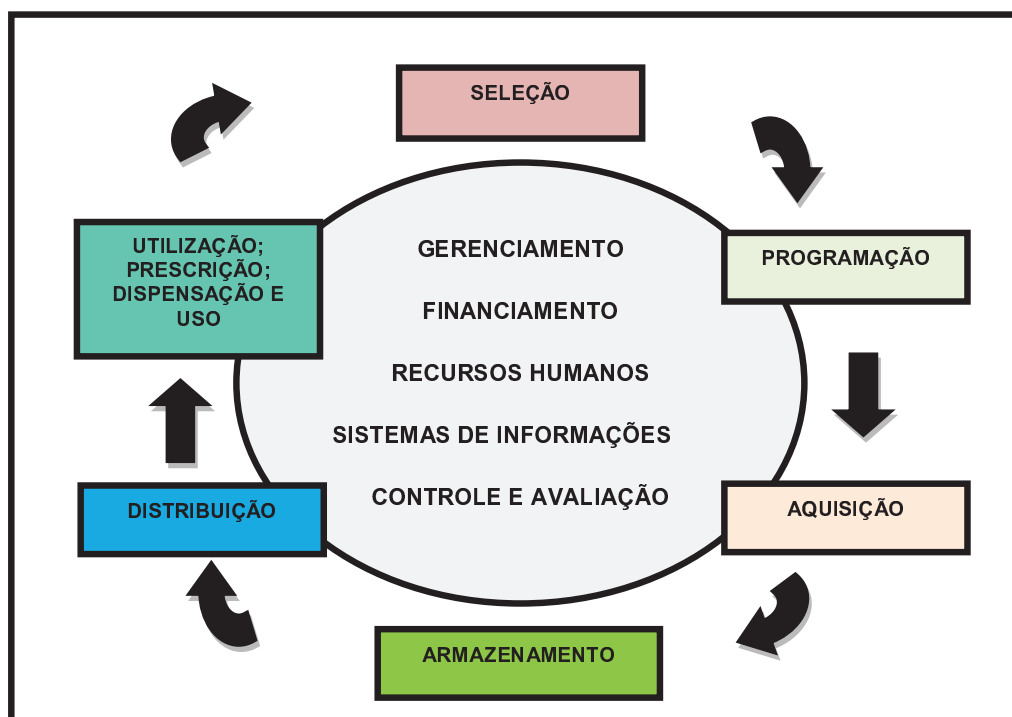 SELEÇÃO
PROGRAMAÇÃO
AQUISIÇÃO
ARMAZENAMENTO
DISTRIBUIÇÃO
UTILIZAÇÃO;
PRESCRIÇÃO;
DISPENSAÇÃO E
USO
GERENCIAMENTO
FINANCIAMENTO
RECURSOS HUMANOS
SISTEMAS DE INFORMAÇÕES
CONTROLE E AVALIAÇÃO